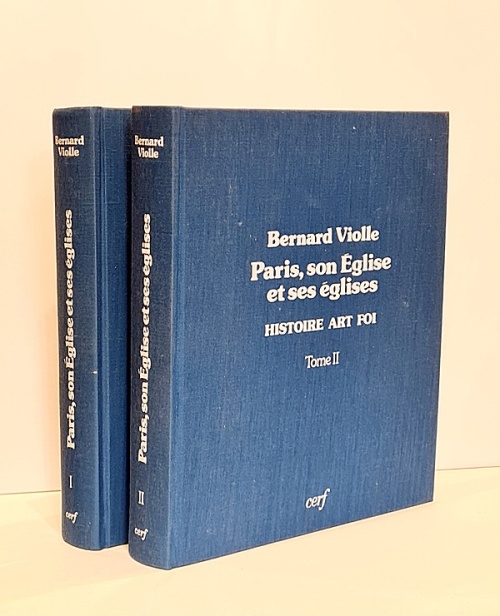 Bernard
Violle
Paris, son Église et ses églises
I
cerf
Bernard
Violle
Paris, son Église et ses églises
II
cerf
Bernard Violle
Paris, son Église
et ses églises
HISTOIRE ART FOI
Tome II
cerf